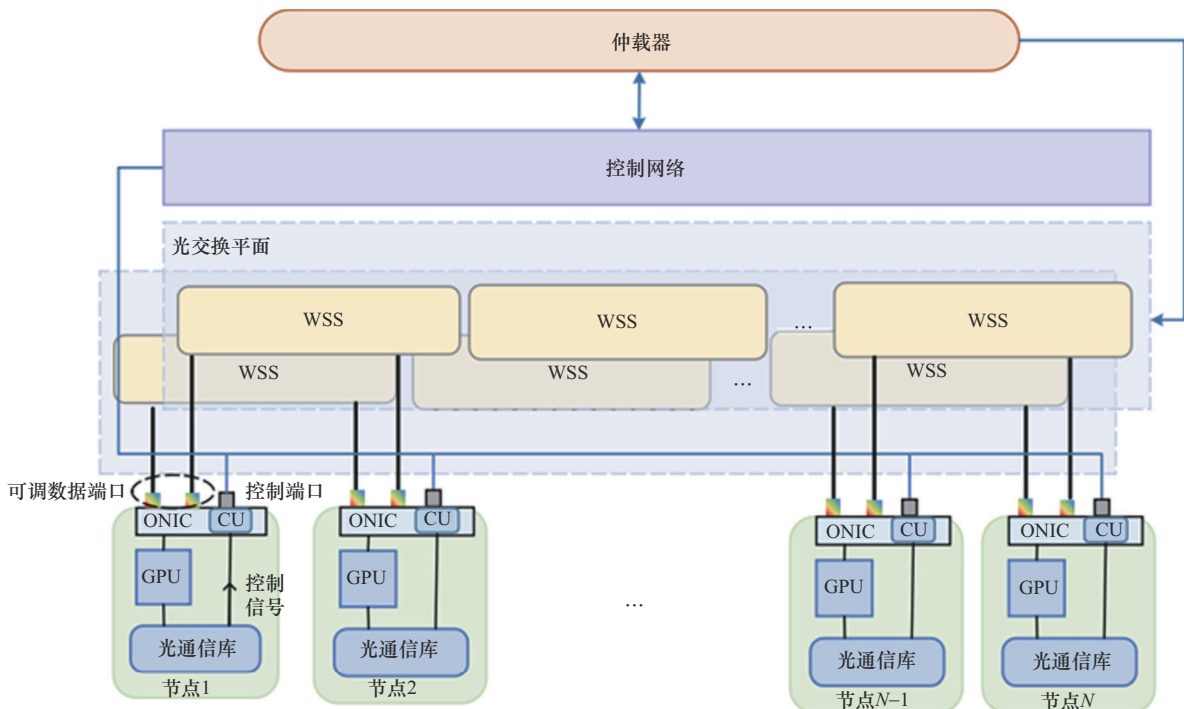 仲载器
控制网络
光交换平面
WSS
WSS
WSS
...
WSS
WSS
WSS
...
可调数据端口
控制端口
ONIC
CU
ONIC
CU
ONIC
CU
ONIC
CU
GPU
控制
信号
GPU
...
GPU
GPU
光通信库
光通信库
光通信库
光通信库
节点1
节点2
节点N–1
节点N